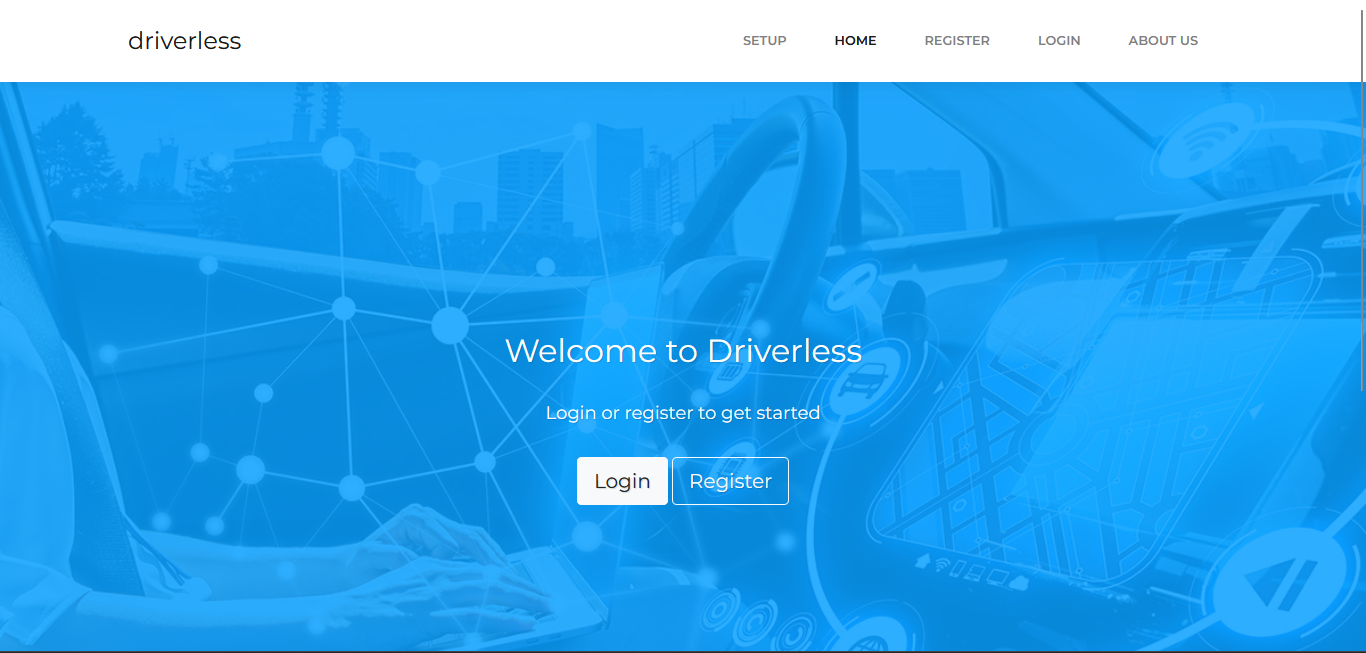 driverless
SETUP HOME REGISTER LOGIN ABOUT US
Welcome to Driverless
Login or register to get started
Login Register